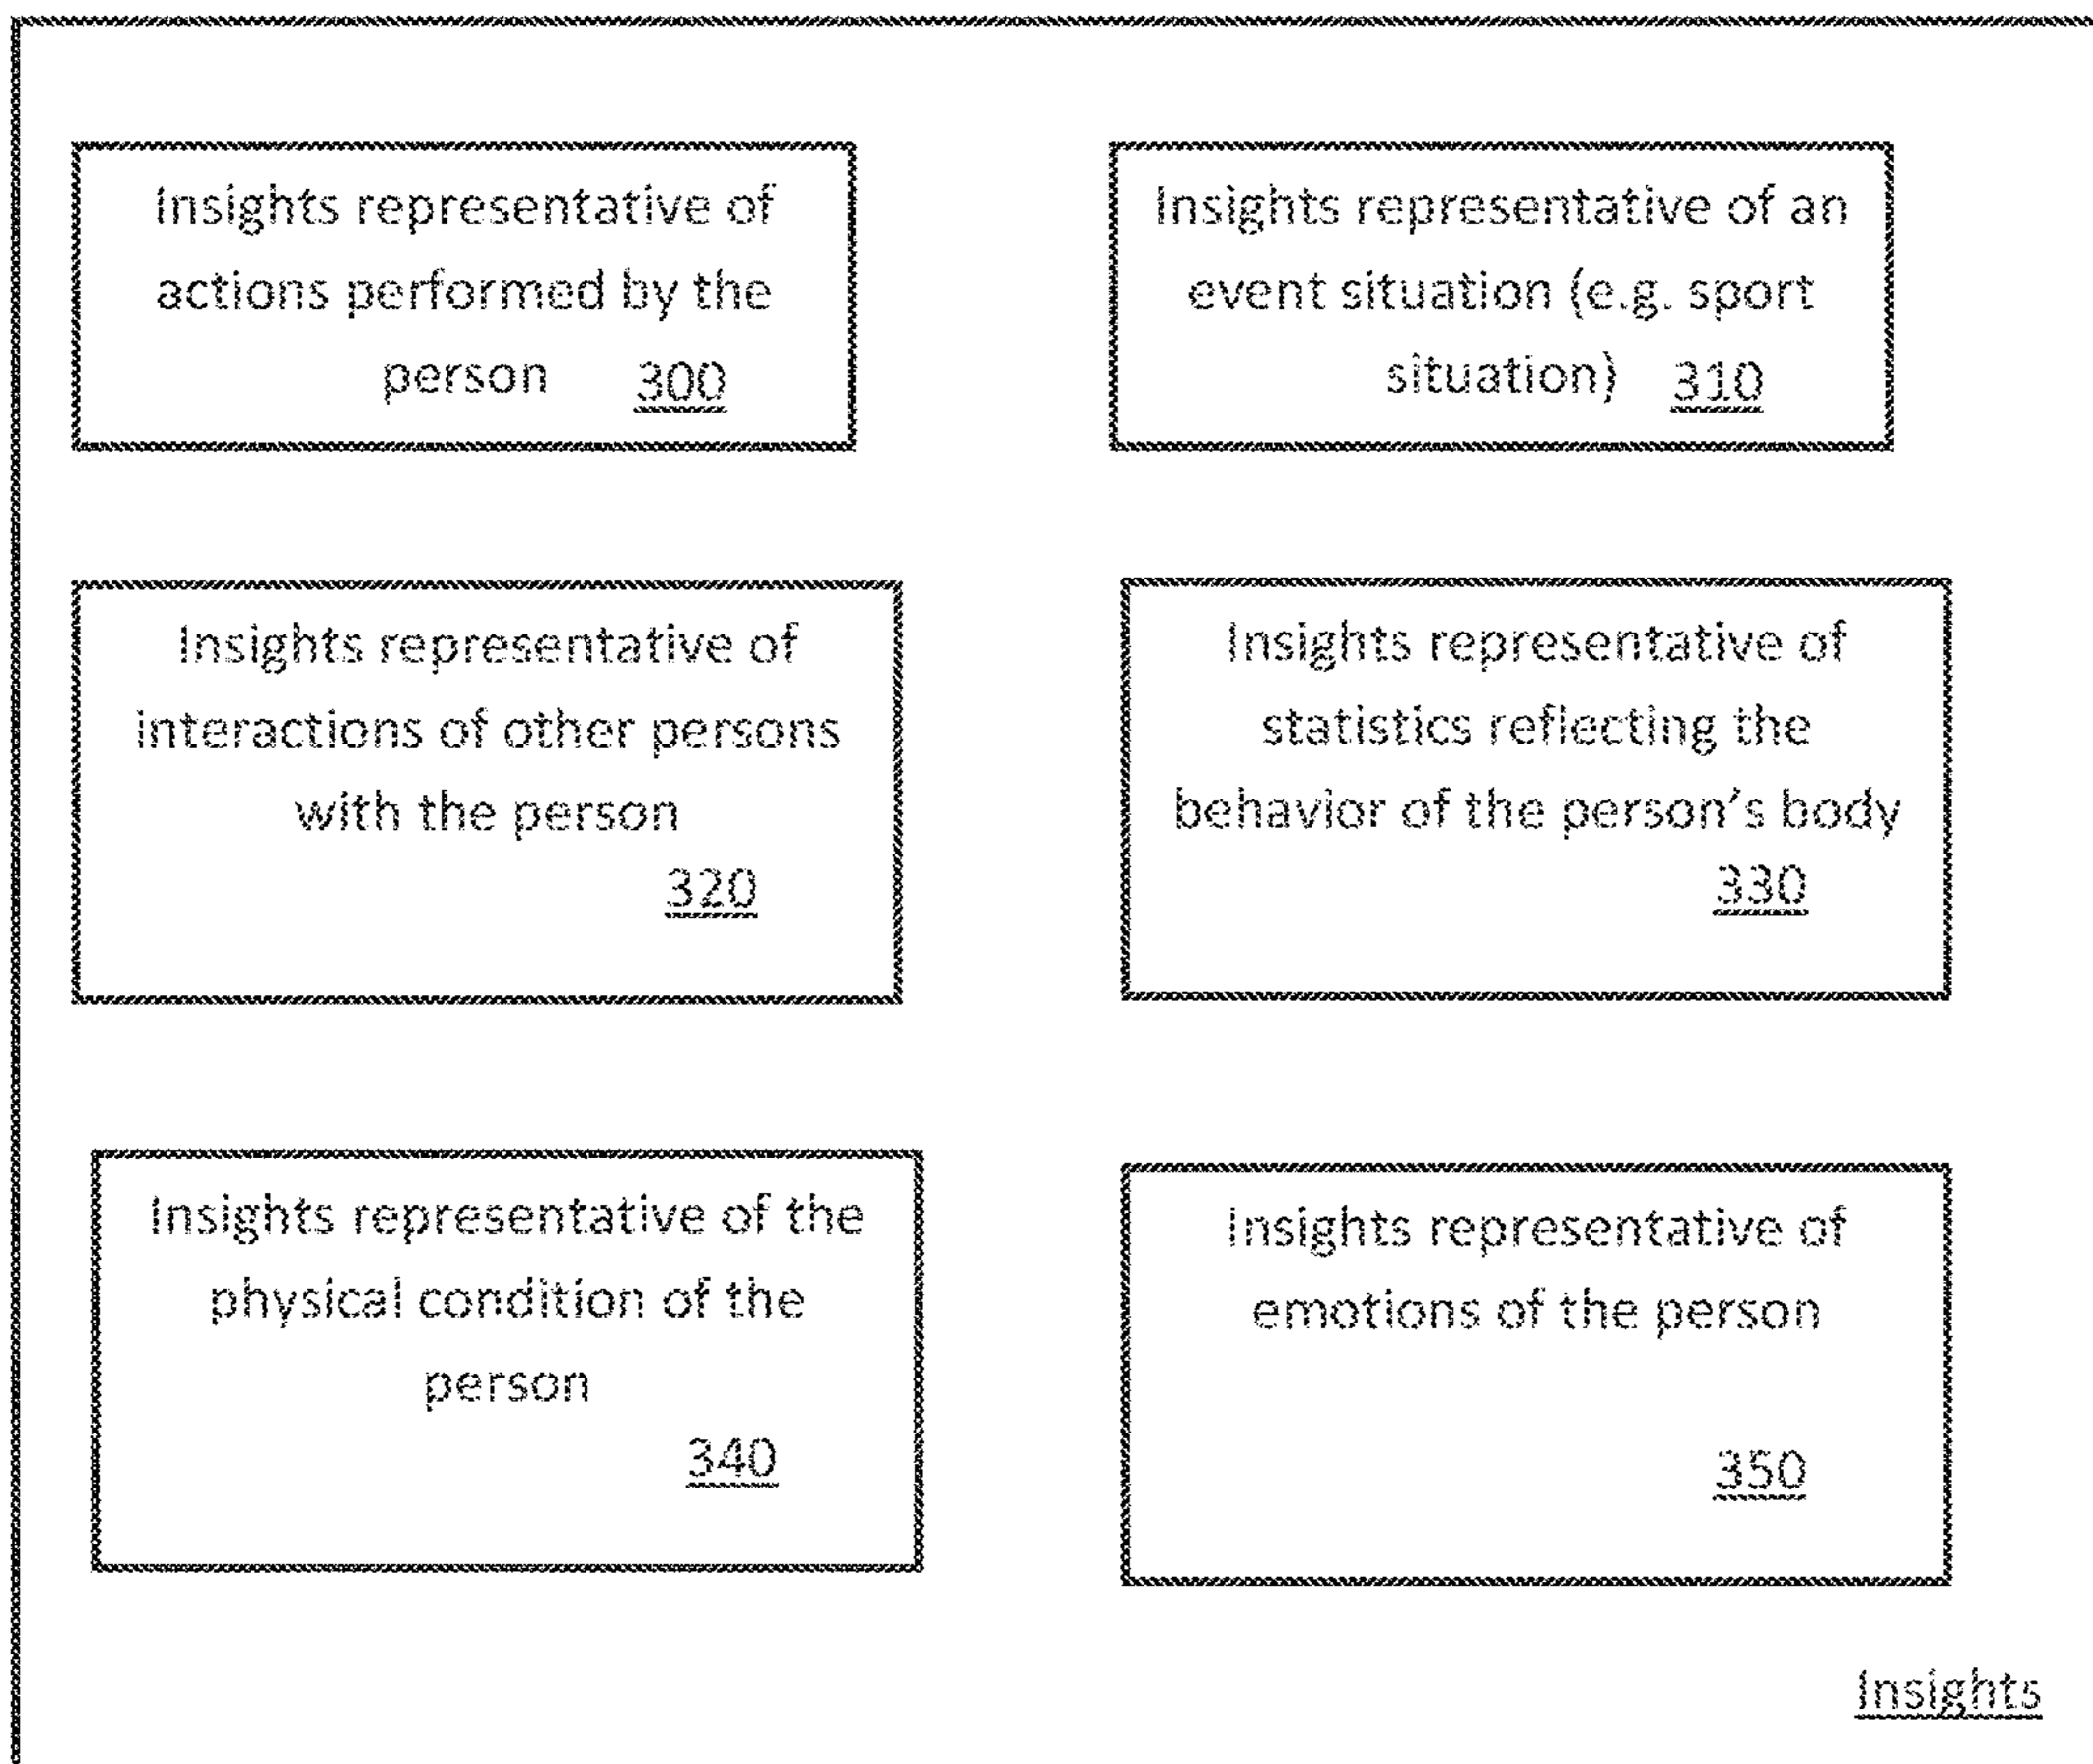 Insights representative of
actions performed by the
person 300
Insights representative of an
event situation (e.g. sport
situation) 310
Insights representative of
interactions of other persons
with the person
320
Insights representative of
statistics reflecting the
behavior of the person's body
330
Insights representative of the
physical condition of the
person
340
Insights representative of
emotions of the person
350
Insights